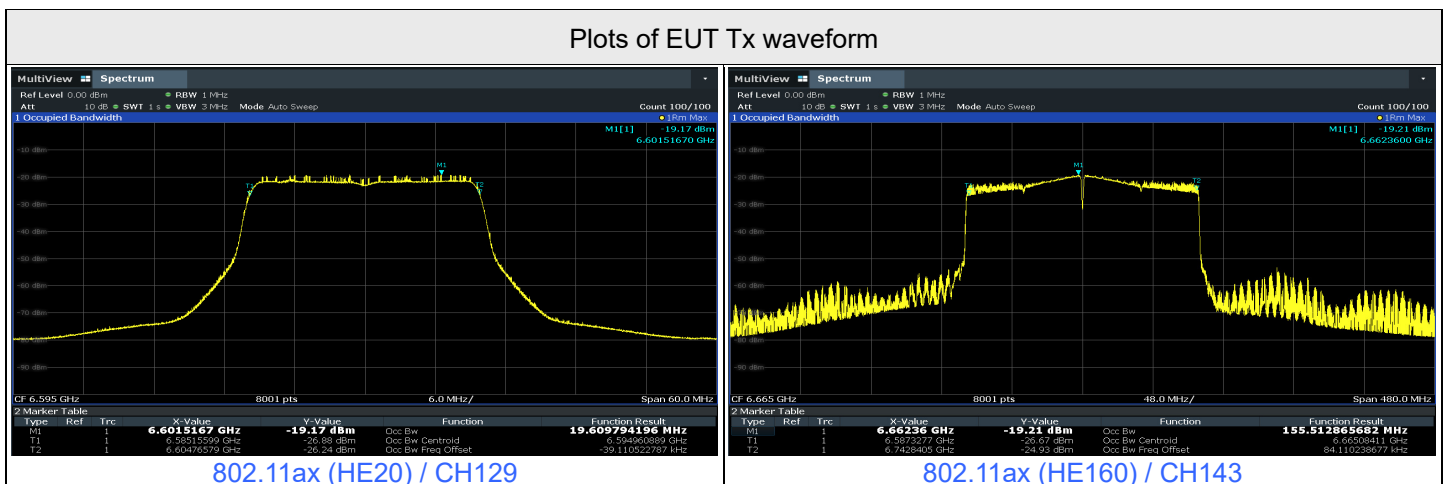 Plots of EUT Tx waveform
MultiView Spectrum
Ref Level 0.00 dBm RBW 1 MHz
Att 10 dB SWT 1 s VBW 3 MHz Mode Auto Sweep Count 100/100
1 Occupied Bandwidth 1Rm Max
M1[1] -19.17 dBm
6.60151670 GHz
-10 dBm
M1
-20 dBm
T1 T2
-30 dBm
-40 dBm
-50 dBm
-60 dBm
-70 dBm
-80 dBm
-90 dBm
CF 6.595 GHz 8001 pts 6.0 MHz/ Span 60.0 MHz
2 Marker Table
Type Ref Trc X-Value Y-Value Function Function Result
M1 1 6.6015167 GHz -19.17 dBm Occ Bw 19.609794196 MHz
T1 1 6.58515599 GHz -26.88 dBm Occ Bw Centroid 6.594960889 GHz
T2 1 6.60476579 GHz -26.24 dBm Occ Bw Freq Offset -39.110522787 kHz
802.11ax (HE20) / CH129
MultiView Spectrum
Ref Level 0.00 dBm RBW 1 MHz
Att 10 dB SWT 1 s VBW 3 MHz Mode Auto Sweep Count 100/100
1 Occupied Bandwidth 1Rm Max
M1[1] -19.21 dBm
6.6623600 GHz
-10 dBm
M1
-20 dBm
T1 T2
-30 dBm
-40 dBm
-50 dBm
-60 dBm
-70 dBm
-80 dBm
-90 dBm
CF 6.665 GHz 8001 pts 48.0 MHz/ Span 480.0 MHz
2 Marker Table
Type Ref Trc X-Value Y-Value Function Function Result
M1 1 6.66236 GHz -19.21 dBm Occ Bw 155.512865682 MHz
T1 1 6.5873277 GHz -26.67 dBm Occ Bw Centroid 6.66508411 GHz
T2 1 6.7428405 GHz -24.93 dBm Occ Bw Freq Offset 84.110238677 kHz
802.11ax (HE160) / CH143